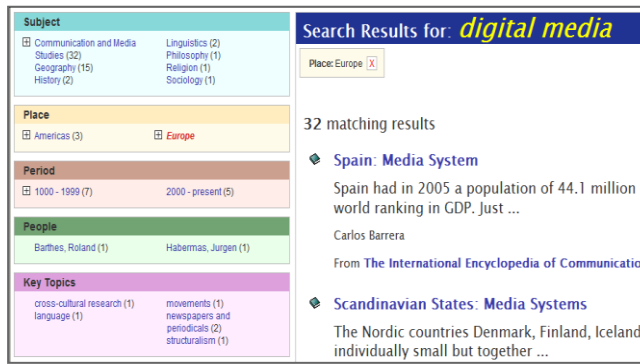 Subject
Communication and Media
Studies (32)
Geography (15)
History (2)
Linguistics (2)
Philosophy (1)
Religion (1)
Sociology (1)
Place
Americas (3)
Europe
Period
1000 - 1999 (7)
2000 - present (5)
People
Barthes, Roland (1)
Habermas, Jurgen (1)
Key Topics
cross-cultural research (1)
language (1)
movements (1)
newspapers and
periodicals (2)
structuralism (1)
Search Results for: digital media
Place: Europe X
32 matching results
Spain: Media System
Spain had in 2005 a population of 44.1 million
world ranking in GDP. Just ...
Carlos Barrera
From The International Encyclopedia of Communicatio
Scandinavian States: Media Systems
The Nordic countries Denmark, Finland, Iceland
individually small but together ...